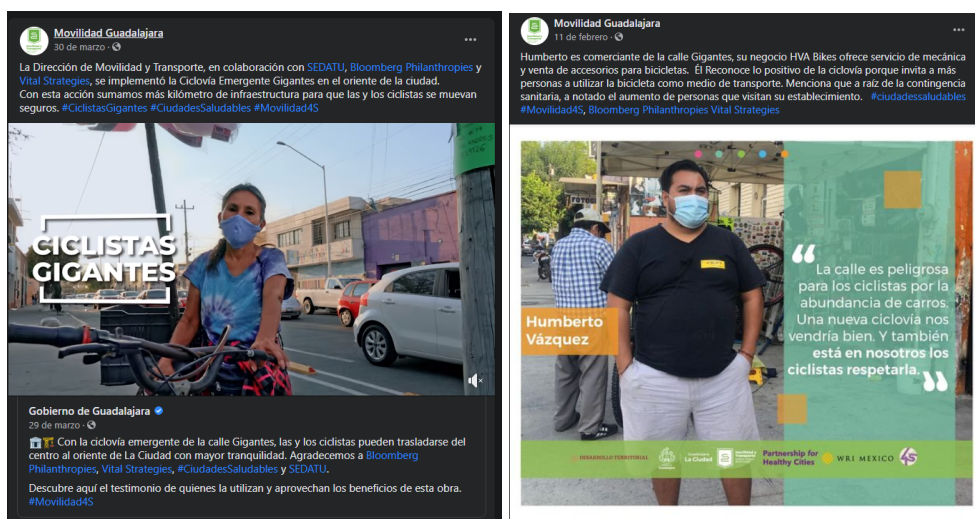 Movilidad Guadalajara
30 de marzo ·
La Dirección de Movilidad y Transporte, en colaboración con SEDATU, Bloomberg Philanthropies y
Vital Strategies, se implementó la Ciclovía Emergente Gigantes en el oriente de la ciudad.
Con esta acción sumamos más kilómetro de infraestructura para que las y los ciclistas se muevan
seguros. #CiclistasGigantes #CiudadesSaludables #Movilidad4S
CICLISTAS
GIGANTES
Gobierno de Guadalajara
29 de marzo ·
Con la ciclovía emergente de la calle Gigantes, las y los ciclistas pueden trasladarse del
centro al oriente de La Ciudad con mayor tranquilidad. Agradecemos a Bloomberg
Philanthropies, Vital Strategies, #CiudadesSaludables y SEDATU.
Descubre aquí el testimonio de quienes la utilizan y aprovechan los beneficios de esta obra.
#Movilidad4S
Movilidad Guadalajara
11 de febrero ·
Humberto es comerciante de la calle Gigantes, su negocio HVA Bikes ofrece servicio de mecánica
y venta de accesorios para bicicletas. Él Reconoce lo positivo de la ciclovía porque invita a más
personas a utilizar la bicicleta como medio de transporte. Menciona que a raíz de la contingencia
sanitaria, a notado el aumento de personas que visitan su establecimiento. #ciudadessaludables
#Movilidad4S, Bloomberg Philanthropies Vital Strategies
“
La calle es peligrosa
para los ciclistas por la
abundancia de carros.
Una nueva ciclovía nos
vendría bien. Y también
está en nosotros los
ciclistas respetarla.
”
Humberto
Vázquez
DESARROLLO TERRITORIAL
La Ciudad
Partnership for
Healthy Cities
WRI MEXICO
4S